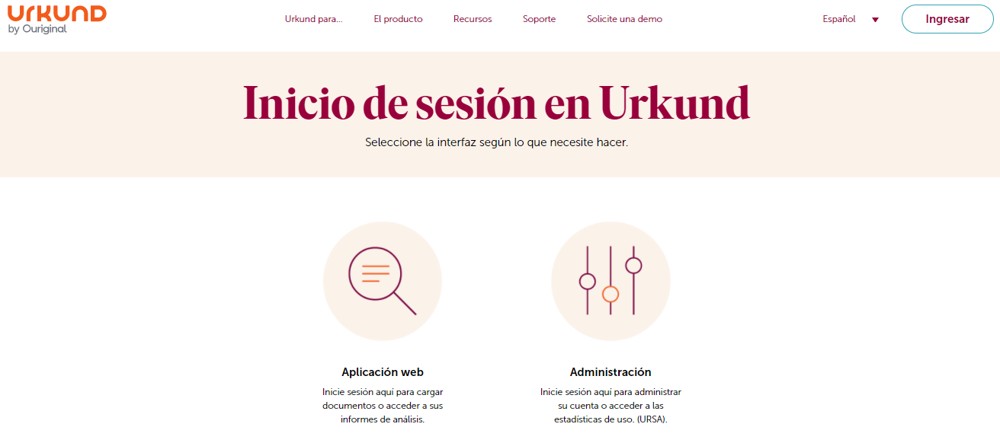 URKUND
by Ouriginal
Urkund para...
El producto
Recursos
Soporte
Solicite una demo
Español
Ingresar
Inicio de sesión en Urkund
Seleccione la interfaz según lo que necesite hacer.
Aplicación web
Inicie sesión aquí para cargar
documentos o acceder a sus
informes de análisis.
Administración
Inicie sesión aquí para administrar
su cuenta o acceder a las
estadísticas de uso. (URSA).